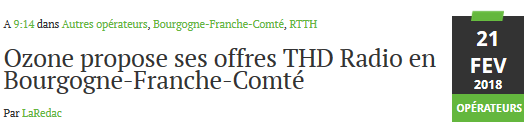 A 9:14 dans Autres opérateurs, Bourgogne-Franche-Comté, RTTH
Ozone propose ses offres THD Radio en
Bourgogne-Franche-Comté
Par LaRedac
21
FEV
2018
OPÉRATEURS